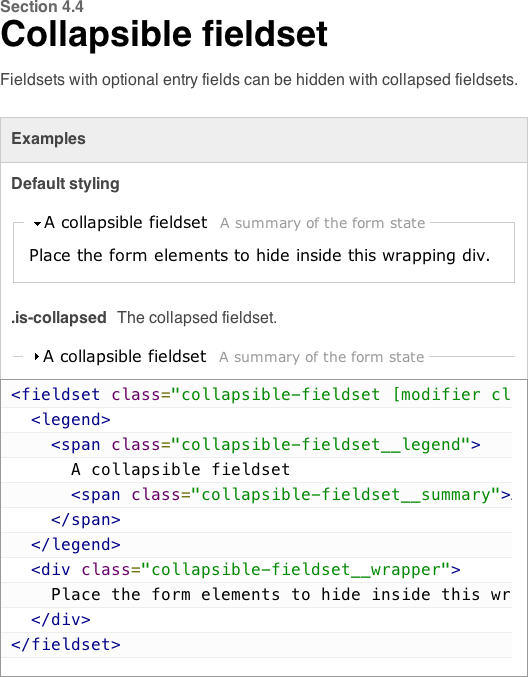 Section 4.4
Collapsible fieldset
Fieldsets with optional entry fields can be hidden with collapsed fieldsets.
Examples
Default styling
A collapsible fieldset A summary of the form state
Place the form elements to hide inside this wrapping div.
.is-collapsed The collapsed fieldset.
A collapsible fieldset A summary of the form state
<fieldset class="collapsible-fieldset [modifier cl
<legend>
<span class="collapsible-fieldset__legend">
A collapsible fieldset
<span class="collapsible-fieldset__summary">
</span>
</legend>
<div class="collapsible-fieldset__wrapper">
Place the form elements to hide inside this wr
</div>
</fieldset>